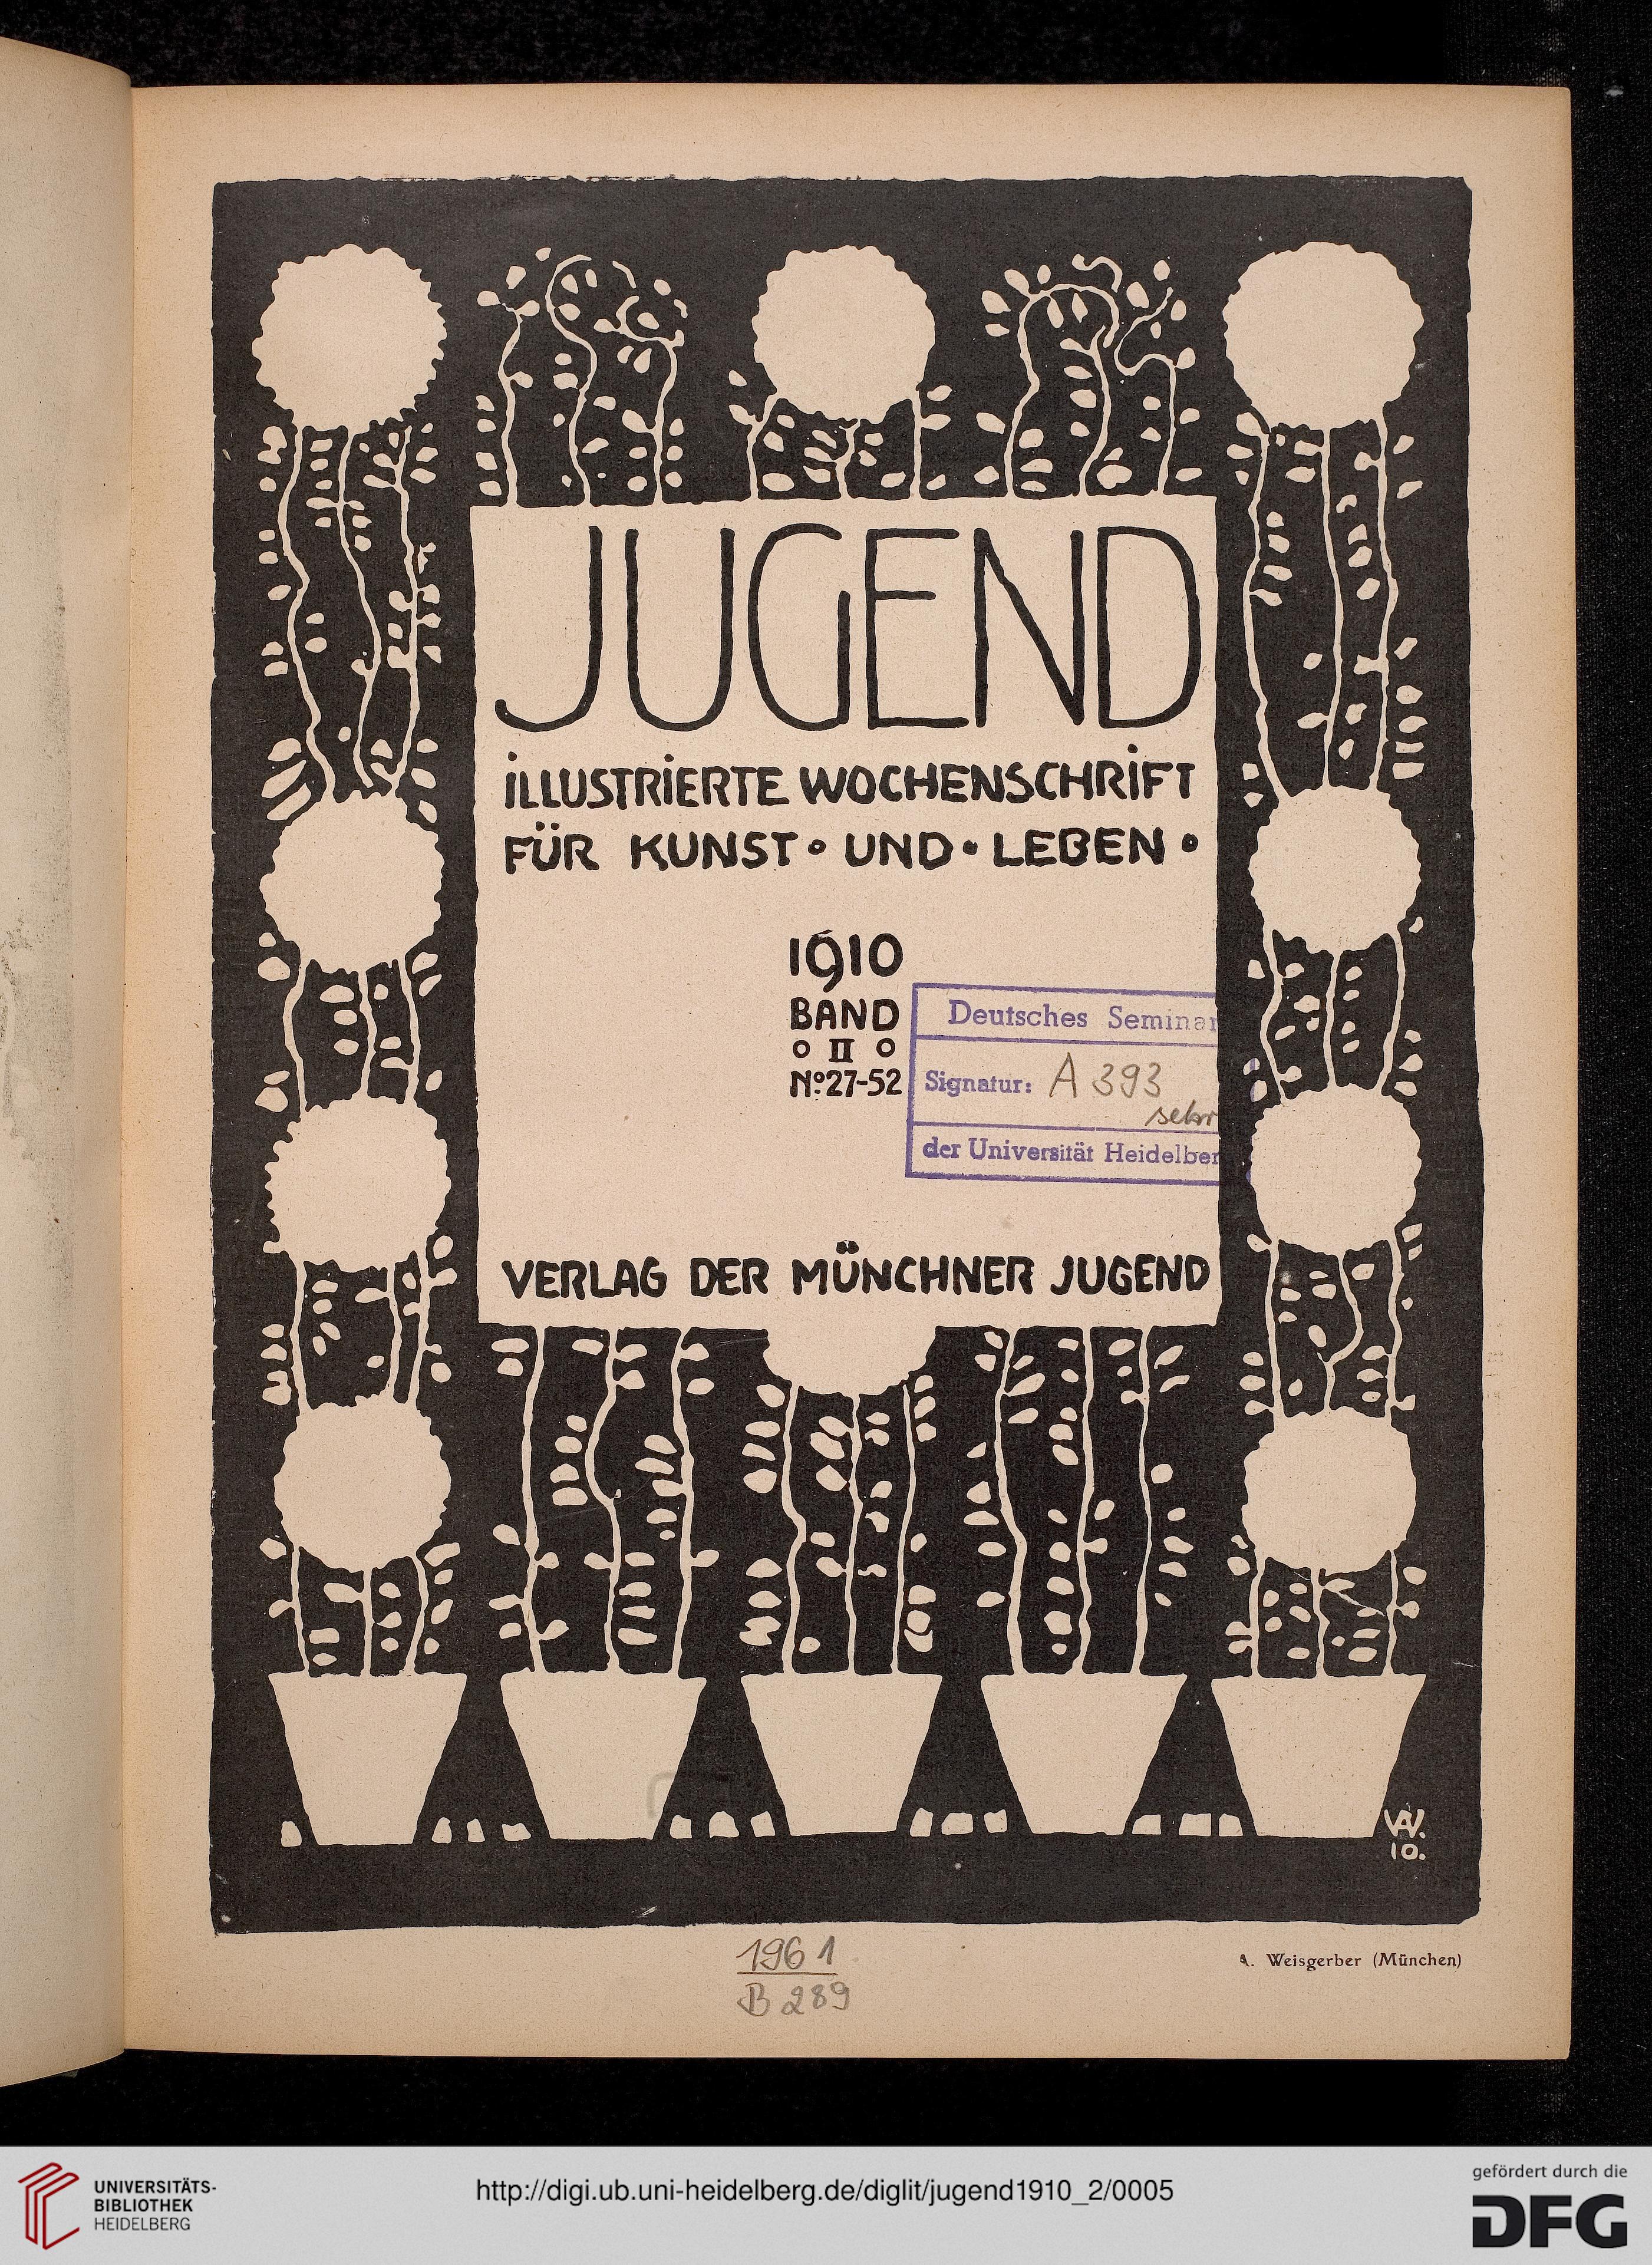 JUGEND
iLLUSTRiERTE WOCHENSCHRiFT
FÜR KUNST • UND • LEBEN •
1910
BAND
o II o
No. 27-52
Deutsches Seminar
Signatur: A 393
sehr
der Universität Heidelber
VERLAG DER MÜNCHNER JUGEND
AW.
10.
A. Weisgerber (München)
1961
B 289
UNIVERSITÄTS-
BIBLIOTHEK
HEIDELBERG
http://digi.ub.uni-heidelberg.de/diglit/jugend1910_2/0005
gefördert durch die
DFG